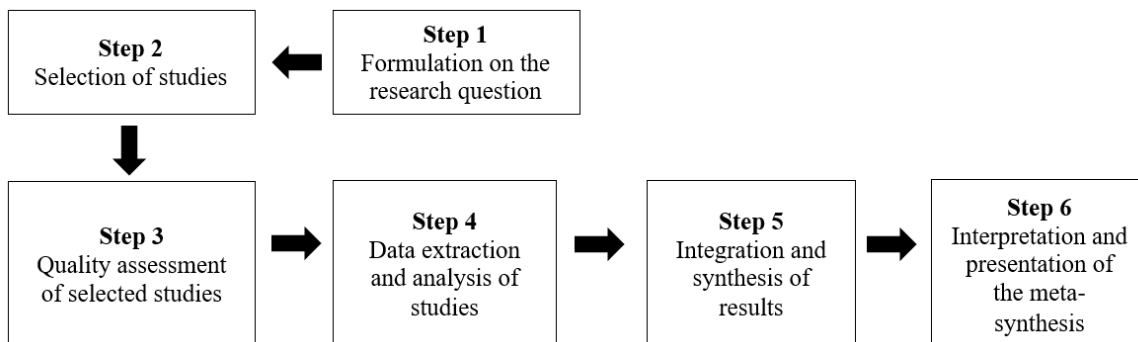 Step 1
Formulation on the
research question
Step 2
Selection of studies
Step 3
Quality assessment
of selected studies
Step 4
Data extraction
and analysis of
studies
Step 5
Integration and
synthesis of
results
Step 6
Interpretation and
presentation of
the meta-
synthesis